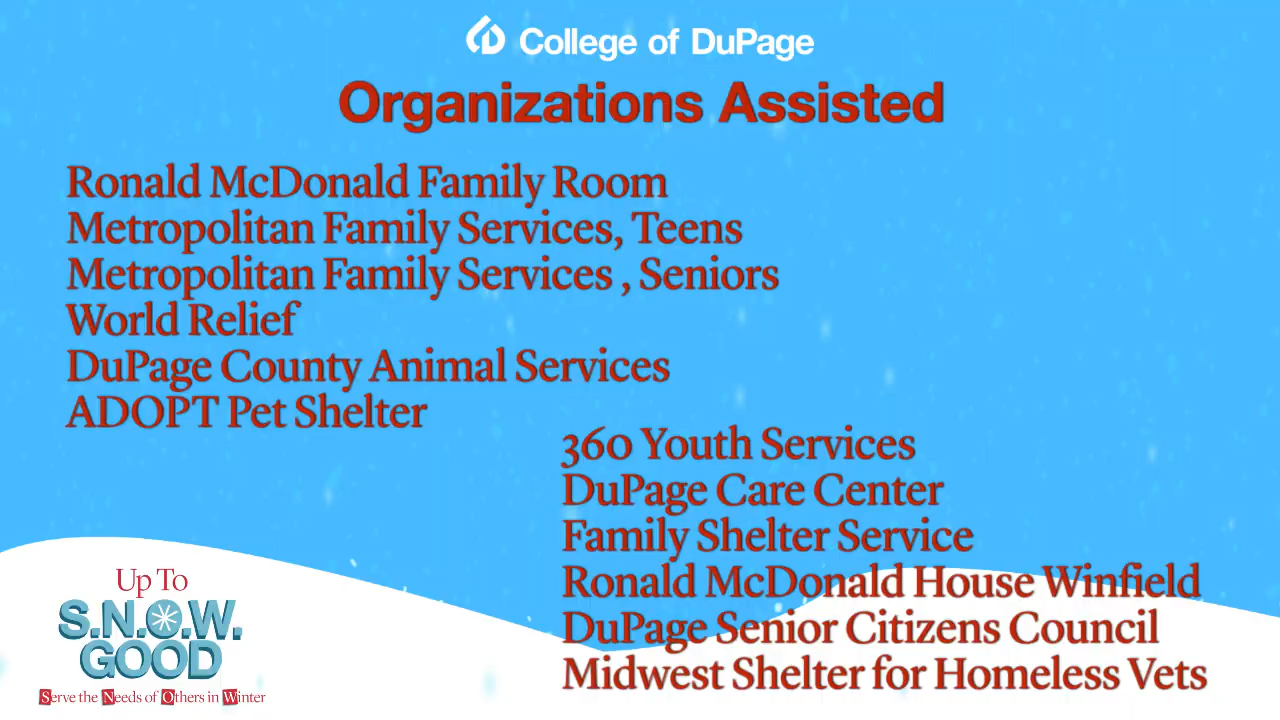 College of DuPage
Organizations Assisted
Ronald McDonald Family Room
Metropolitan Family Services, Teens
Metropolitan Family Services , Seniors
World Relief
DuPage County Animal Services
ADOPT Pet Shelter
360 Youth Services
DuPage Care Center
Family Shelter Service
Ronald McDonald House Winfield
DuPage Senior Citizens Council
Midwest Shelter for Homeless Vets
Up To
S.N.O.W.
GOOD
Serve the Needs of Others in Winter